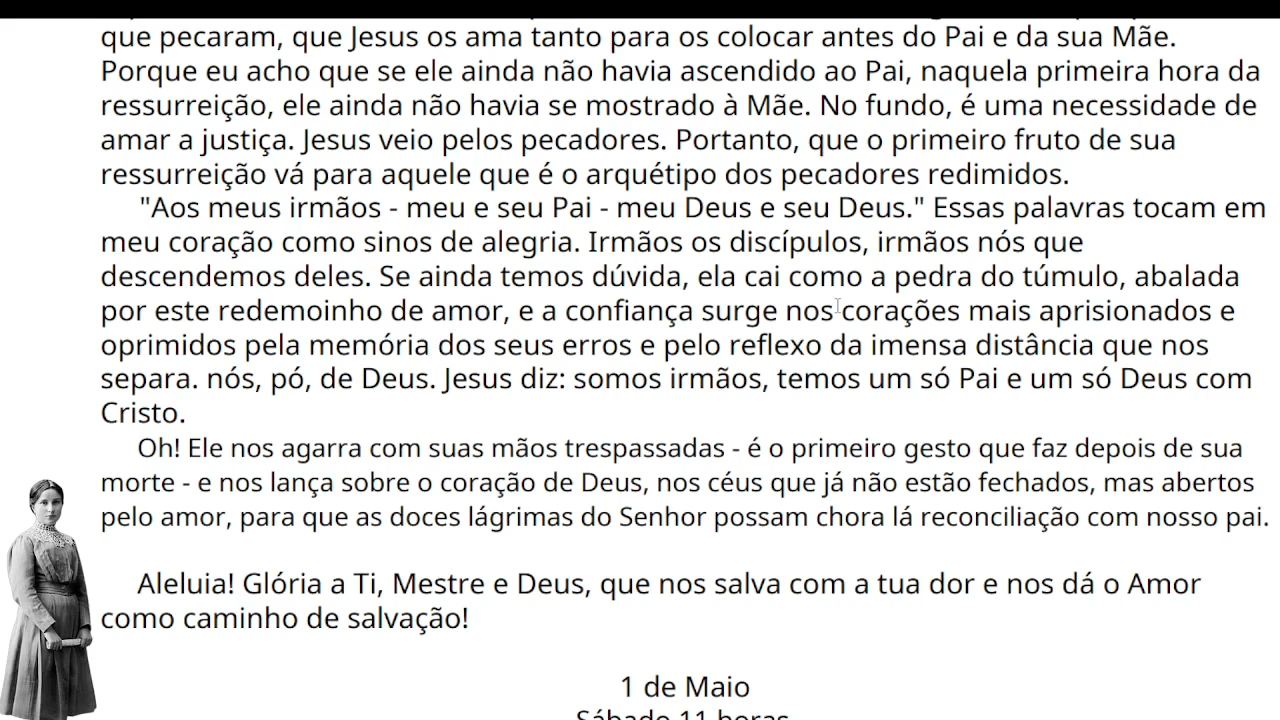 que pecaram, que Jesus os ama tanto para os colocar antes do Pai e da sua Mãe.
Porque eu acho que se ele ainda não havia ascendido ao Pai, naquela primeira hora da
ressurreição, ele ainda não havia se mostrado à Mãe. No fundo, é uma necessidade de
amar a justiça. Jesus veio pelos pecadores. Portanto, que o primeiro fruto de sua
ressurreição vá para aquele que é o arquétipo dos pecadores redimidos.
"Aos meus irmãos - meu e seu Pai - meu Deus e seu Deus." Essas palavras tocam em
meu coração como sinos de alegria. Irmãos os discípulos, irmãos nós que
descendemos deles. Se ainda temos dúvida, ela cai como a pedra do túmulo, abalada
por este redemoinho de amor, e a confiança surge nos corações mais aprisionados e
oprimidos pela memória dos seus erros e pelo reflexo da imensa distância que nos
separa. nós, pó, de Deus. Jesus diz: somos irmãos, temos um só Pai e um só Deus com
Cristo.
Oh! Ele nos agarra com suas mãos trespassadas - é o primeiro gesto que faz depois de sua
morte - e nos lança sobre o coração de Deus, nos céus que já não estão fechados, mas abertos
pelo amor, para que as doces lágrimas do Senhor possam chora lá reconciliação com nosso pai.
Aleluia! Glória a Ti, Mestre e Deus, que nos salva com a tua dor e nos dá o Amor
como caminho de salvação!
1 de Maio
Sábado 11 horas